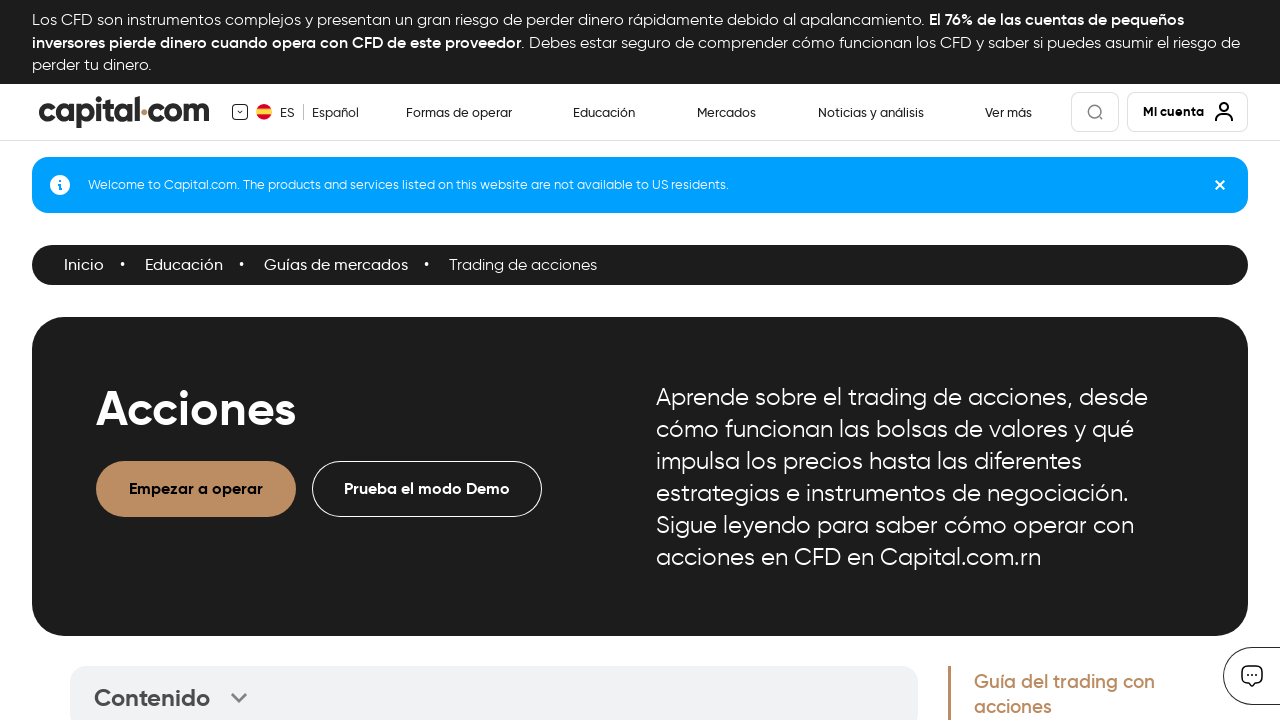 Los CFD son instrumentos complejos y presentan un gran riesgo de perder dinero rápidamente debido al apalancamiento. El 76% de las cuentas de pequeños
inversores pierde dinero cuando opera con CFD de este proveedor. Debes estar seguro de comprender cómo funcionan los CFD y saber si puedes asumir el riesgo de
perder tu dinero.
capital.com
ES Español
Formas de operar
Educación
Mercados
Noticias y análisis
Ver más
Mi cuenta
Welcome to Capital.com. The products and services listed on this website are not available to US residents.
Inicio • Educación • Guías de mercados • Trading de acciones
Acciones
Empezar a operar
Prueba el modo Demo
Aprende sobre el trading de acciones, desde
cómo funcionan las bolsas de valores y qué
impulsa los precios hasta las diferentes
estrategias e instrumentos de negociación.
Sigue leyendo para saber cómo operar con
acciones en CFD en Capital.com.rn
Contenido
Guía del trading con
acciones